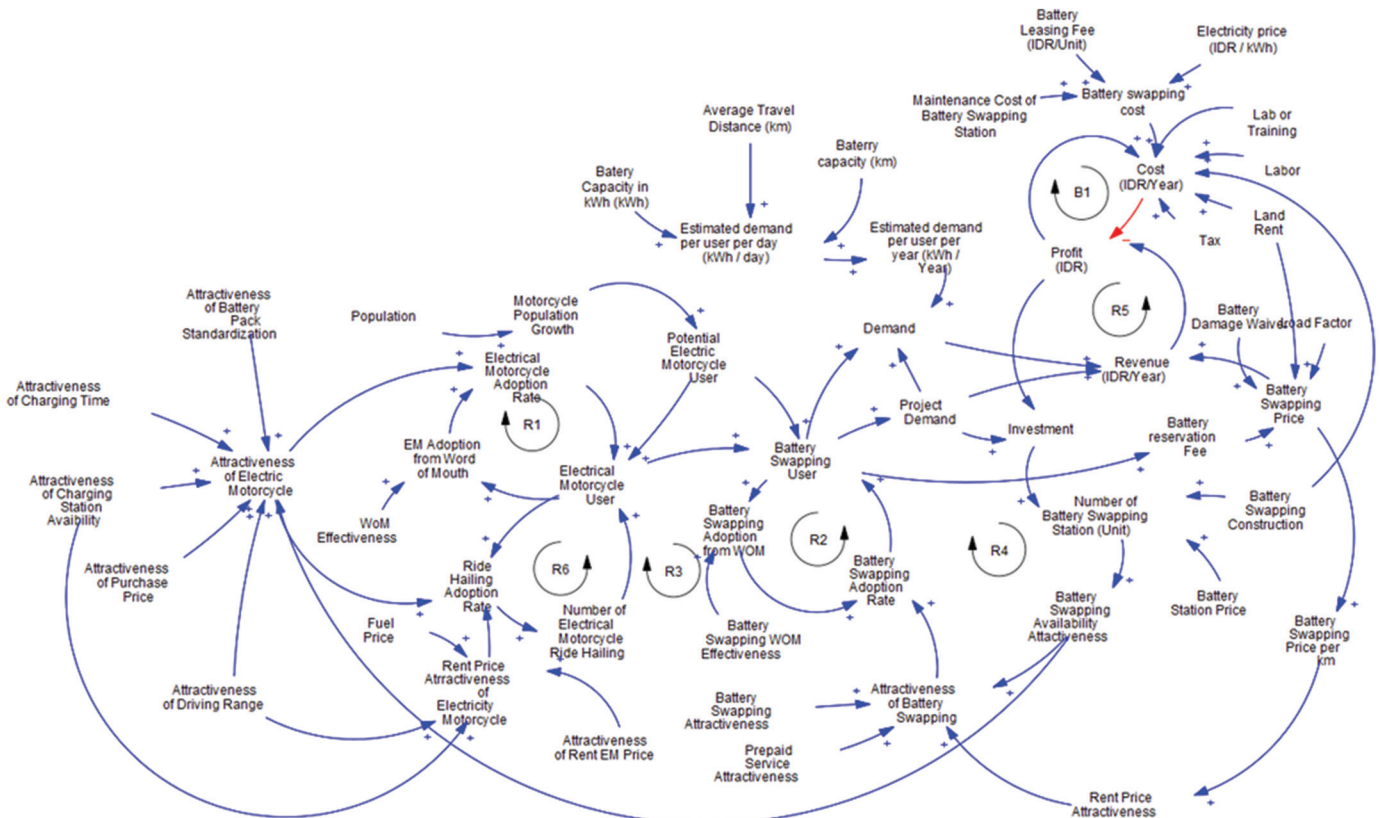 Battery
Leasing Fee
(IDR/Unit)
Electricity price
(IDR / kWh)
Maintenance Cost of
Battery Swapping
Station
Battery swapping
cost
Lab or
Training
Average Travel
Distance (km)
Baterry
capacity (km)
Batery
Capacity in
kWh (kWh)
Cost
(IDR/Year)
Labor
B1
Land
Rent
Tax
Estimated demand
per user per day
(kWh / day)
Estimated demand
per user per
year (kWh /
Year)
Profit
(IDR)
Attractiveness
of Battery
Pack
Standardization
Population
Motorcycle
Population
Growth
Potential
Electric
Motorcycle
User
Demand
R5
Battery
Damage Waiver
Load Factor
Electrical
Motorcycle
Adoption
Rate
Revenue
(IDR/Year)
Attractiveness
of Charging Time
Battery
Swapping
Price
R1
Project
Demand
Investment
Battery
reservation
Fee
EM Adoption
from Word
of Mouth
Attractiveness
of Electric
Motorcycle
Electrical
Motorcycle
User
Battery
Swapping
User
Attractiveness
of Charging
Station
Avaibility
WoM
Effectiveness
Battery
Swapping
Adoption
from WOM
R2
Number of
Battery Swapping
Station (Unit)
Battery
Swapping
Construction
R4
Attractiveness
of Purchase
Price
Ride
Hailing
Adoption
Rate
R6
R3
Battery
Swapping
Adoption
Rate
Battery
Station Price
Fuel
Price
Number of
Electrical
Motorcycle
Ride Hailing
Battery
Swapping WOM
Effectiveness
Battery
Swapping
Availability
Attactiveness
Battery
Swapping
Price per
km
Attractiveness
of Driving Range
Rent Price
Atrractiveness
of
Electricity
Motorcycle
Attractiveness
of Rent EM Price
Battery
Swapping
Attractiveness
Attractiveness
of Battery
Swapping
Prepaid
Service
Attractiveness
Rent Price
Attractiveness